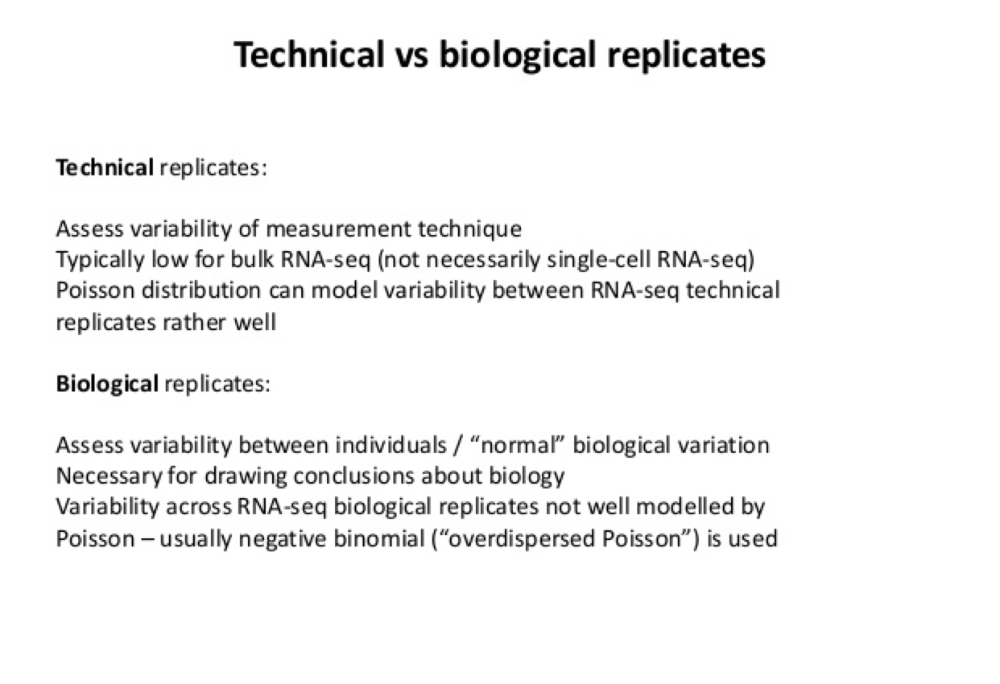 Technical vs biological replicates
Technical replicates:
Assess variability of measurement technique
Typically low for bulk RNA-seq (not necessarily single-cell RNA-seq)
Poisson distribution can model variability between RNA-seq technical
replicates rather well
Biological replicates:
Assess variability between individuals / “normal” biological variation
Necessary for drawing conclusions about biology
Variability across RNA-seq biological replicates not well modelled by
Poisson – usually negative binomial (“overdispersed Poisson”) is used